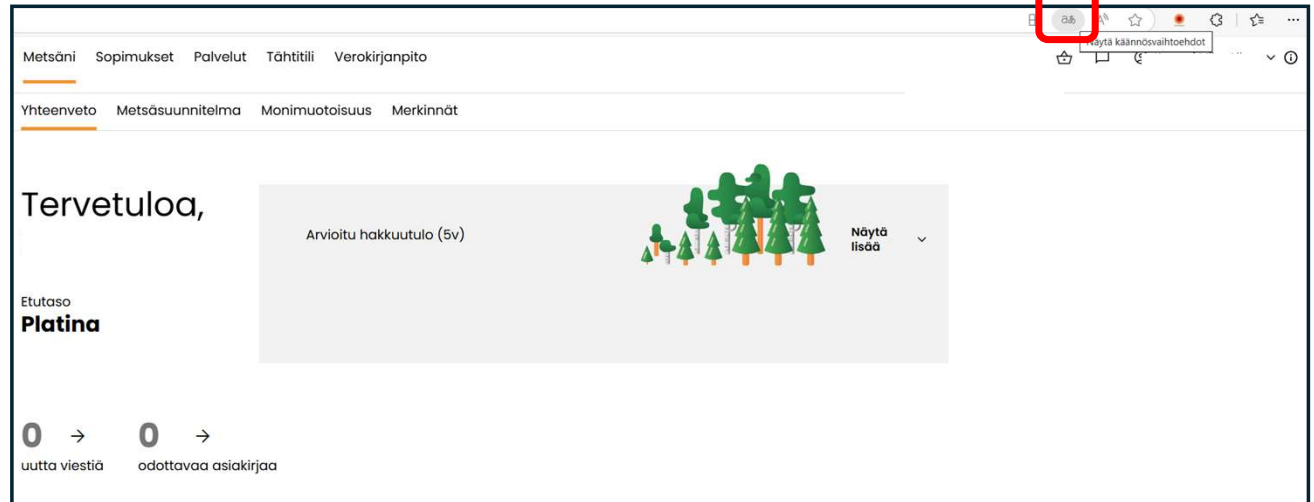 Näytä käännösvaihtoehdot
Metsäni Sopimukset Palvelut Tähtitili Verokirjanpito
Yhteenveto Metsäsuunnitelma Monimuotoisuus Merkinnät
Tervetuloa,
Arvioitu hakkuutulo (5v)
Näytä
lisää
Etutaso
Platina
0 0
uutta viestiä odottavaa asiakirjaa